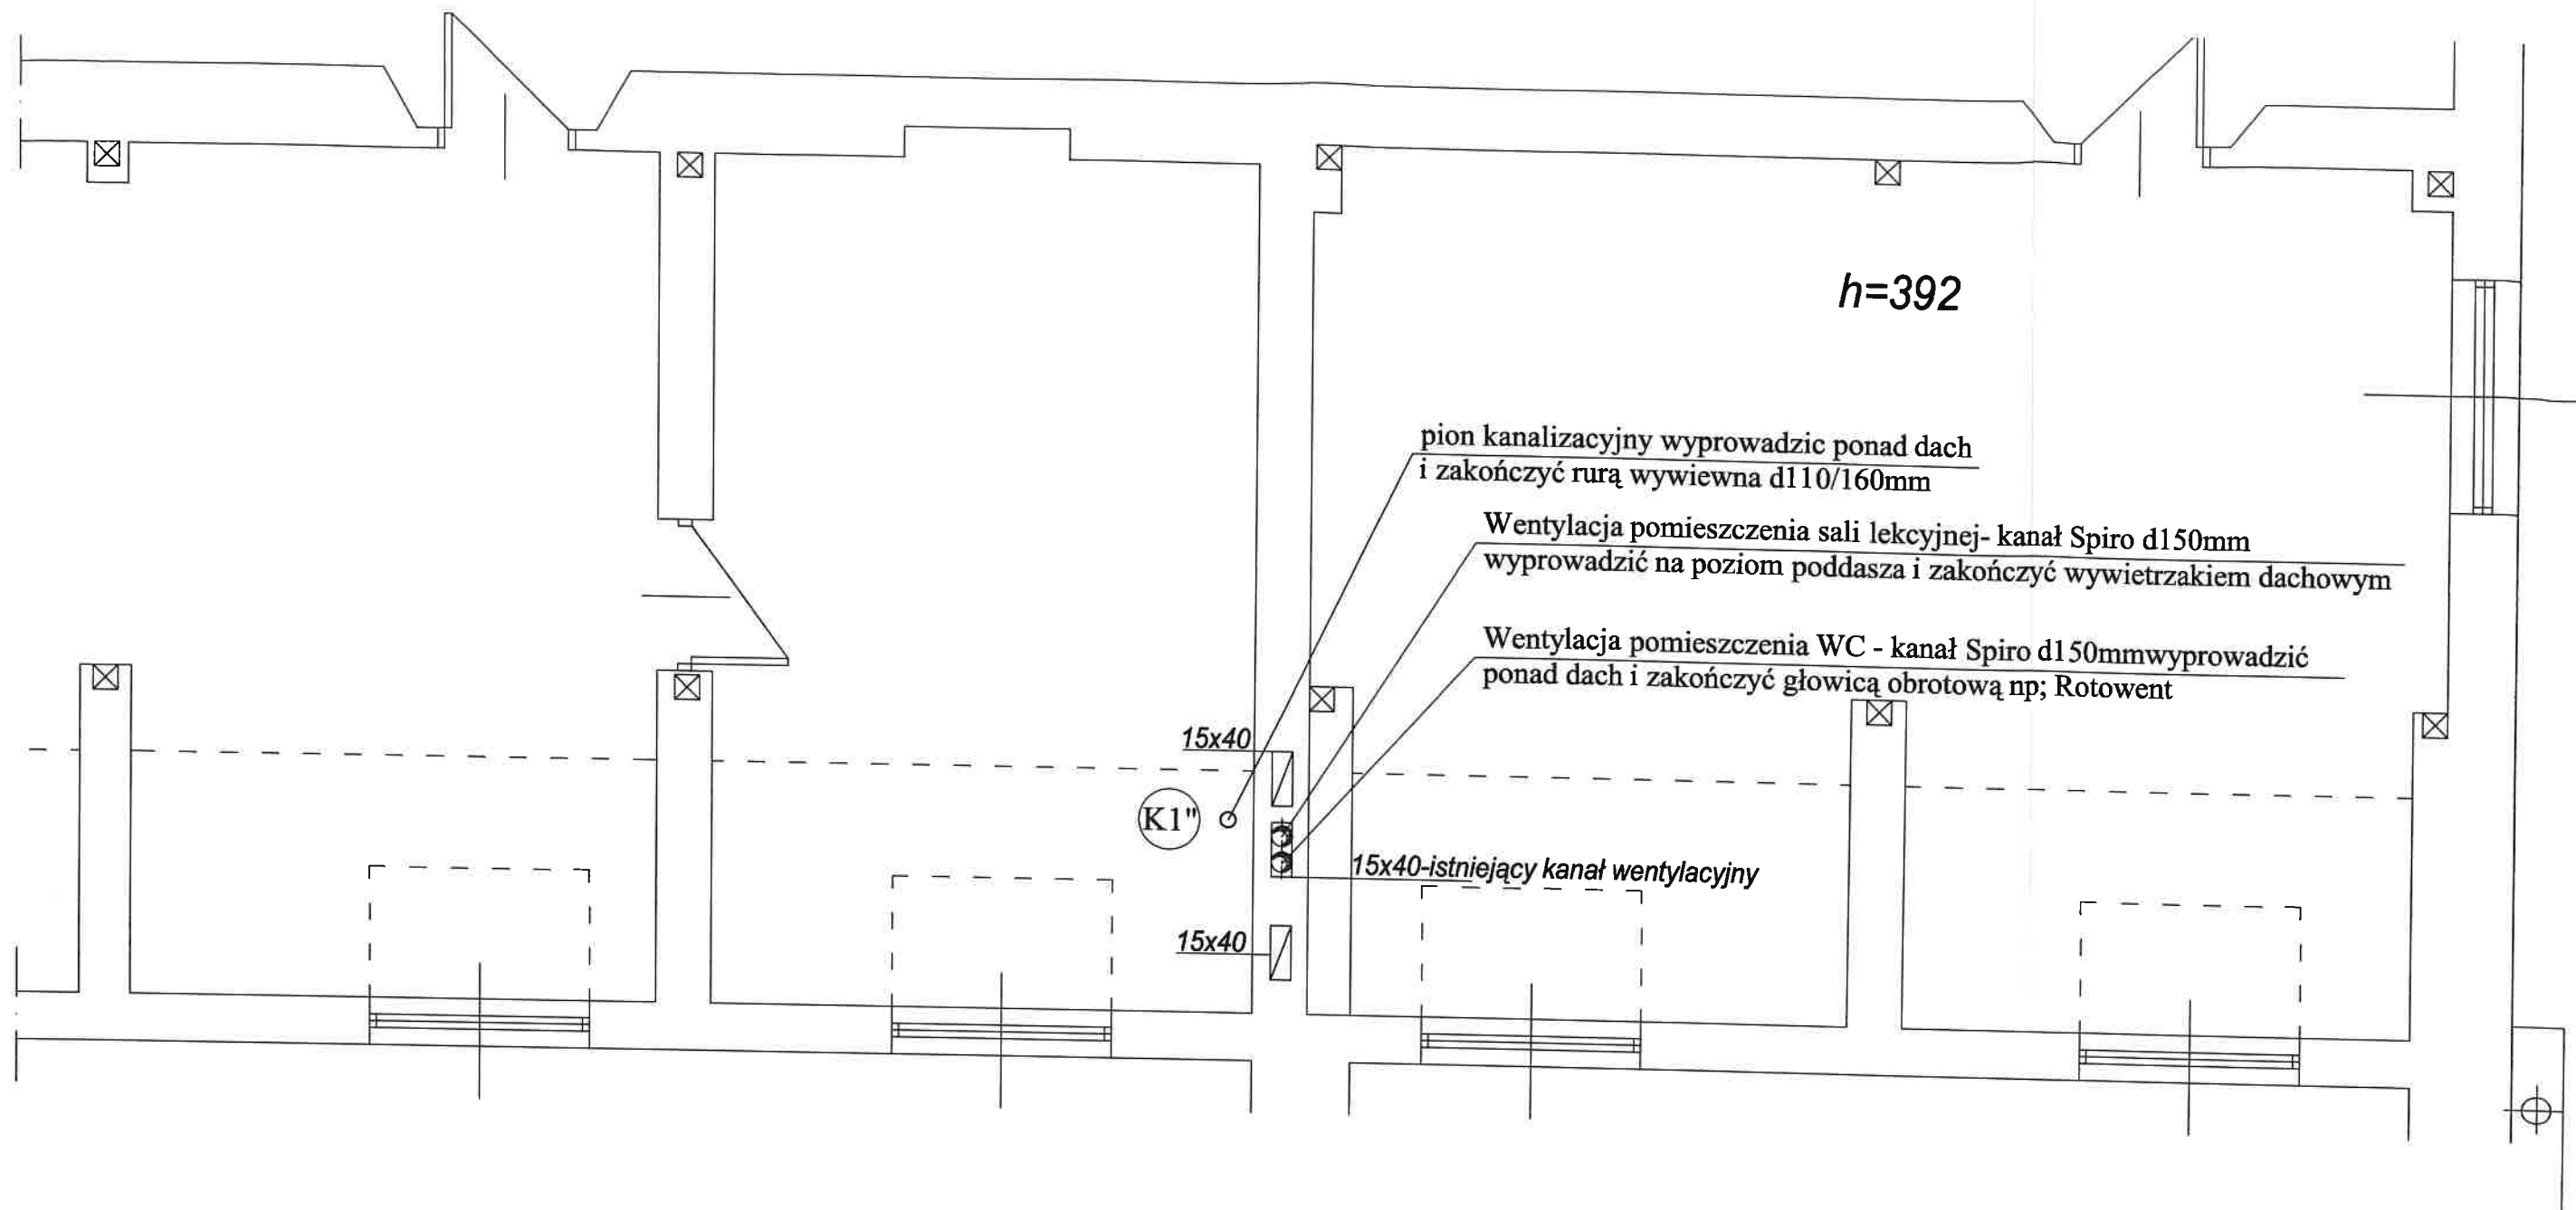 h=392
pion kanalizacyjny wyprowadzic ponad dach
i zakończyć rurą wywiewna d110/160mm
Wentylacja pomieszczenia sali lekcyjnej- kanał Spiro d150mm
wyprowadzić na poziom poddasza i zakończyć wywietrzakiem dachowym
Wentylacja pomieszczenia WC - kanał Spiro d150mmwyprowadzić
ponad dach i zakończyć głowicą obrotową np; Rotowent
15x40
K1"
15x40-istniejący kanał wentylacyjny
15x40